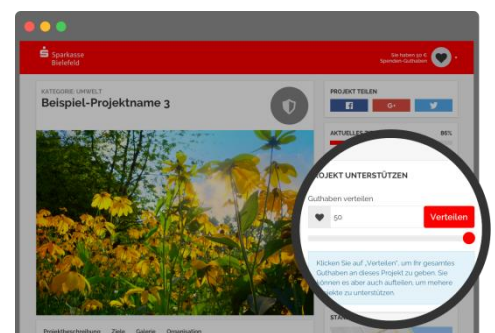 Sparkasse
Bielefeld
Sie haben 50 €
Spenden-Guthaben
KATEGORIE: UMWELT
Beispiel-Projektname 3
PROJEKT TEILEN
G+
86%
PROJEKT UNTERSTÜTZEN
Guthaben verteilen
50
Verteilen
Klicken Sie auf „Verteilen“, um Ihr gesamtes
Guthaben an dieses Projekt zu geben. Sie
können es aber auch aufteilen, um mehere
Projekte zu unterstützen.
Projektbeschreibung Ziele Galerie Organisation